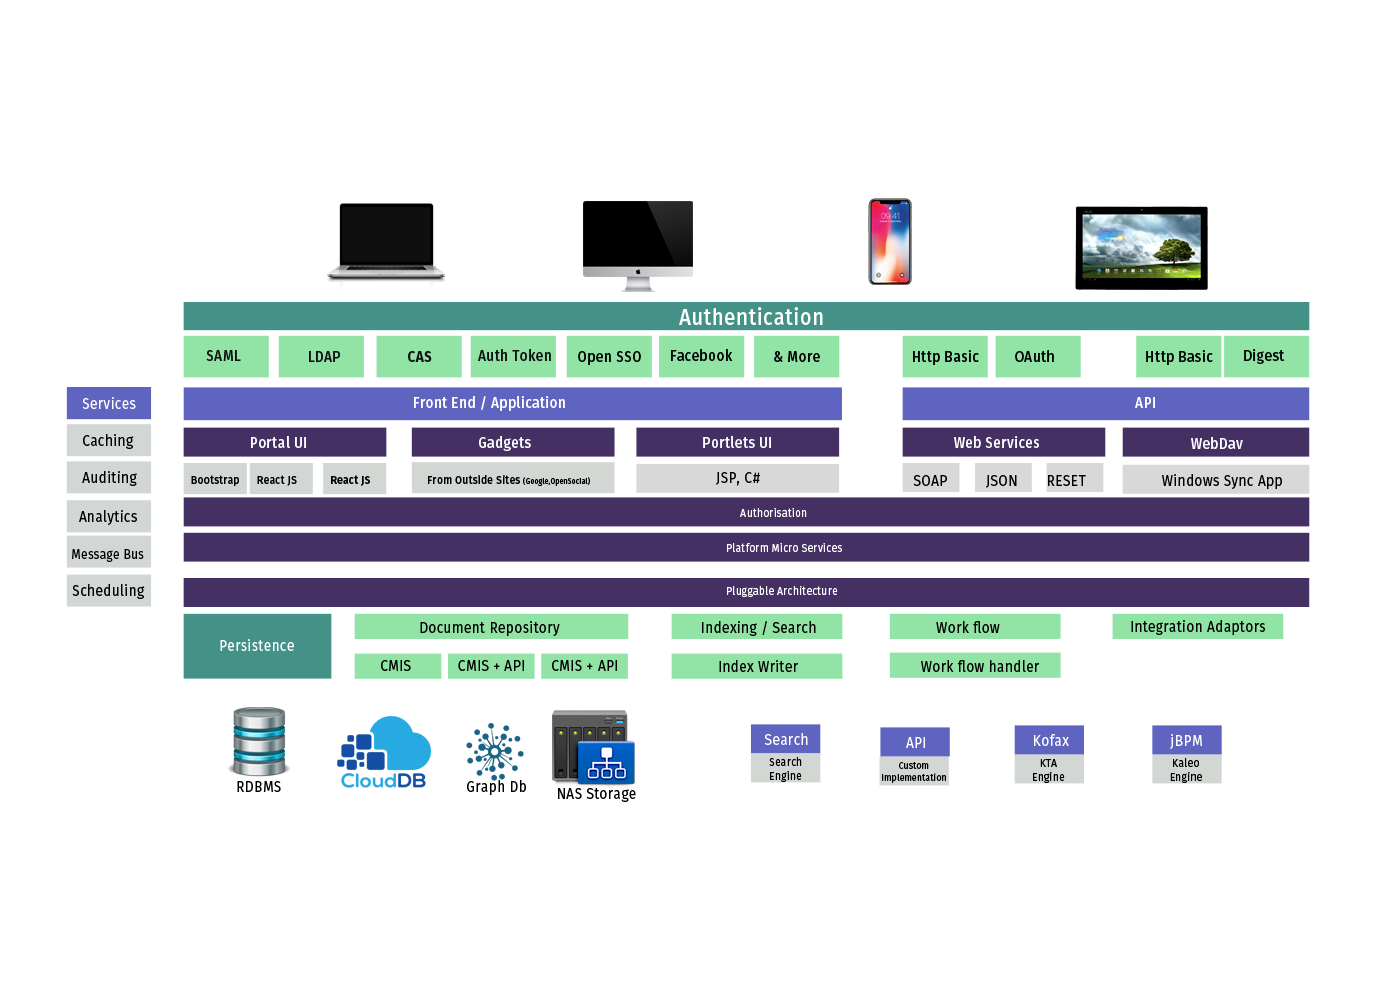 09:41
Authentication
SAML
LDAP
CAS
Auth Token
Open SSO
Facebook
& More
Http Basic
OAuth
Http Basic
Digest
Services
Front End / Application
API
Caching
Portal UI
Gadgets
Portlets UI
Web Services
WebDav
Auditing
Bootstrap
React JS
React JS
From Outside Sites (Google,OpenSocial)
JSP, C#
SOAP
JSON
RESET
Windows Sync App
Analytics
Authorisation
Message Bus
Platform Micro Services
Scheduling
Pluggable Architecture
Persistence
Document Repository
Indexing / Search
Work flow
Integration Adaptors
CMIS
CMIS + API
CMIS + API
Index Writer
Work flow handler
RDBMS
CloudDB
Graph Db
NAS Storage
Search
Search
Engine
API
Custom
Implementation
Kofax
KTA
Engine
jBPM
Kaleo
Engine